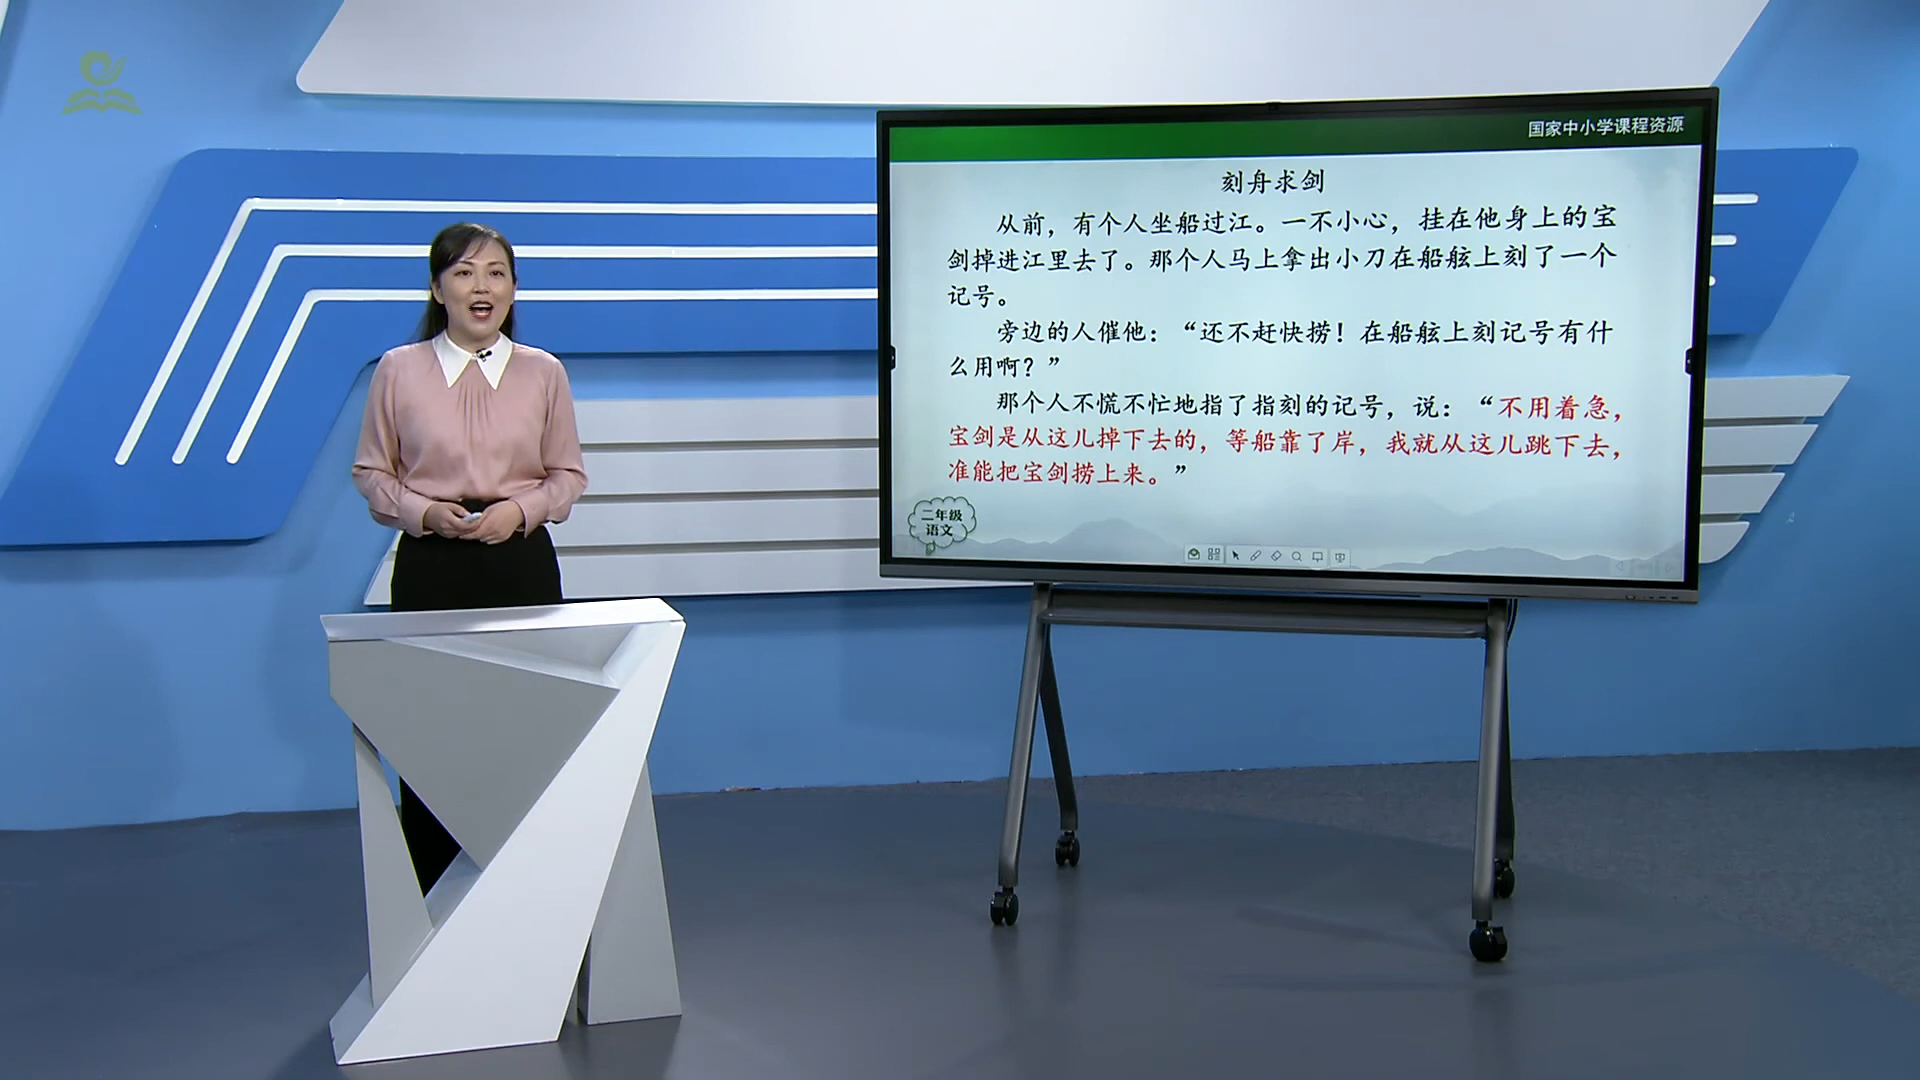 国家中小学课程资源
刻舟求剑
从前，有个人坐船过江。一不小心，挂在他身上的宝
剑掉进江里去了。那个人马上拿出小刀在船舷上刻了一个
记号。
旁边的人催他：“还不赶快捞！在船舷上刻记号有什
么用啊？”
那个人不慌不忙地指了指刻的记号，说：“不用着急，
宝剑是从这儿掉下去的，等船靠了岸，我就从这儿跳下去，
准能把宝剑捞上来。”
二年级
语文